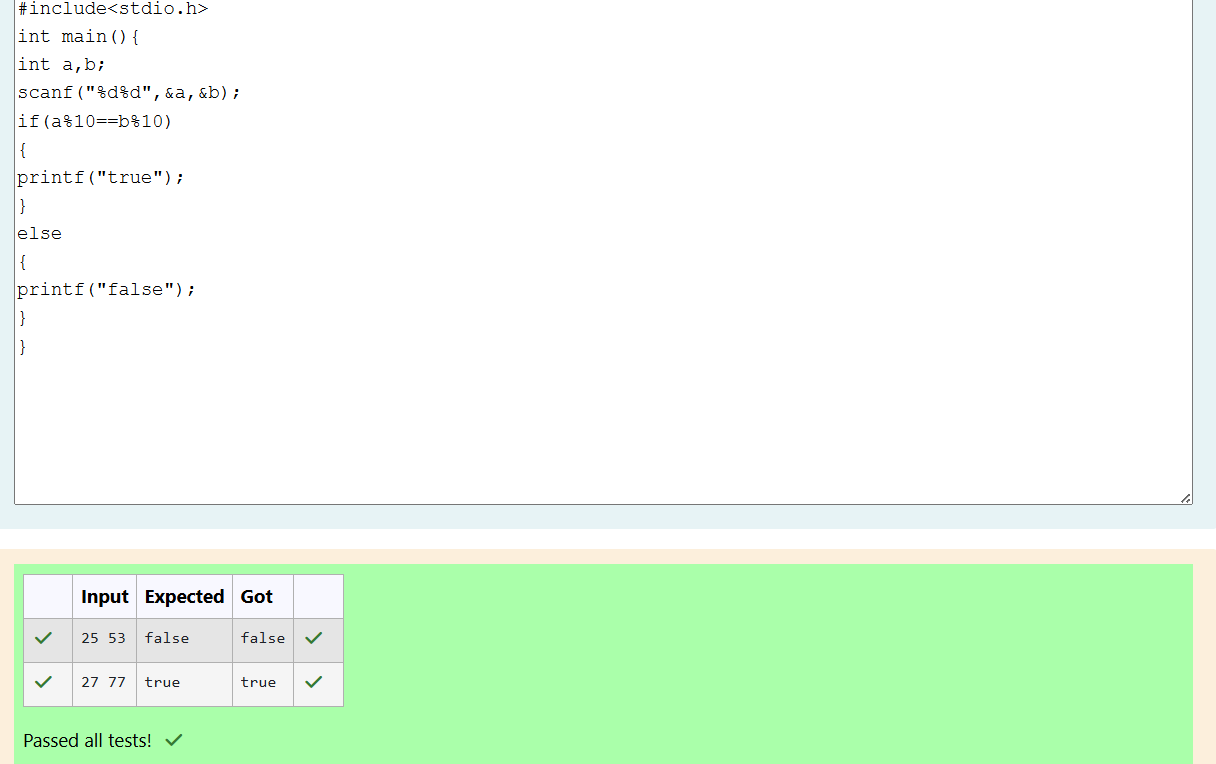 #include<stdio.h>
int main(){
int a,b;
scanf("%d%d",&a,&b);
if(a%10==b%10)
{
printf("true");
}
else
{
printf("false");
}
}
Input Expected Got
25 53 false false
27 77 true true
Passed all tests!